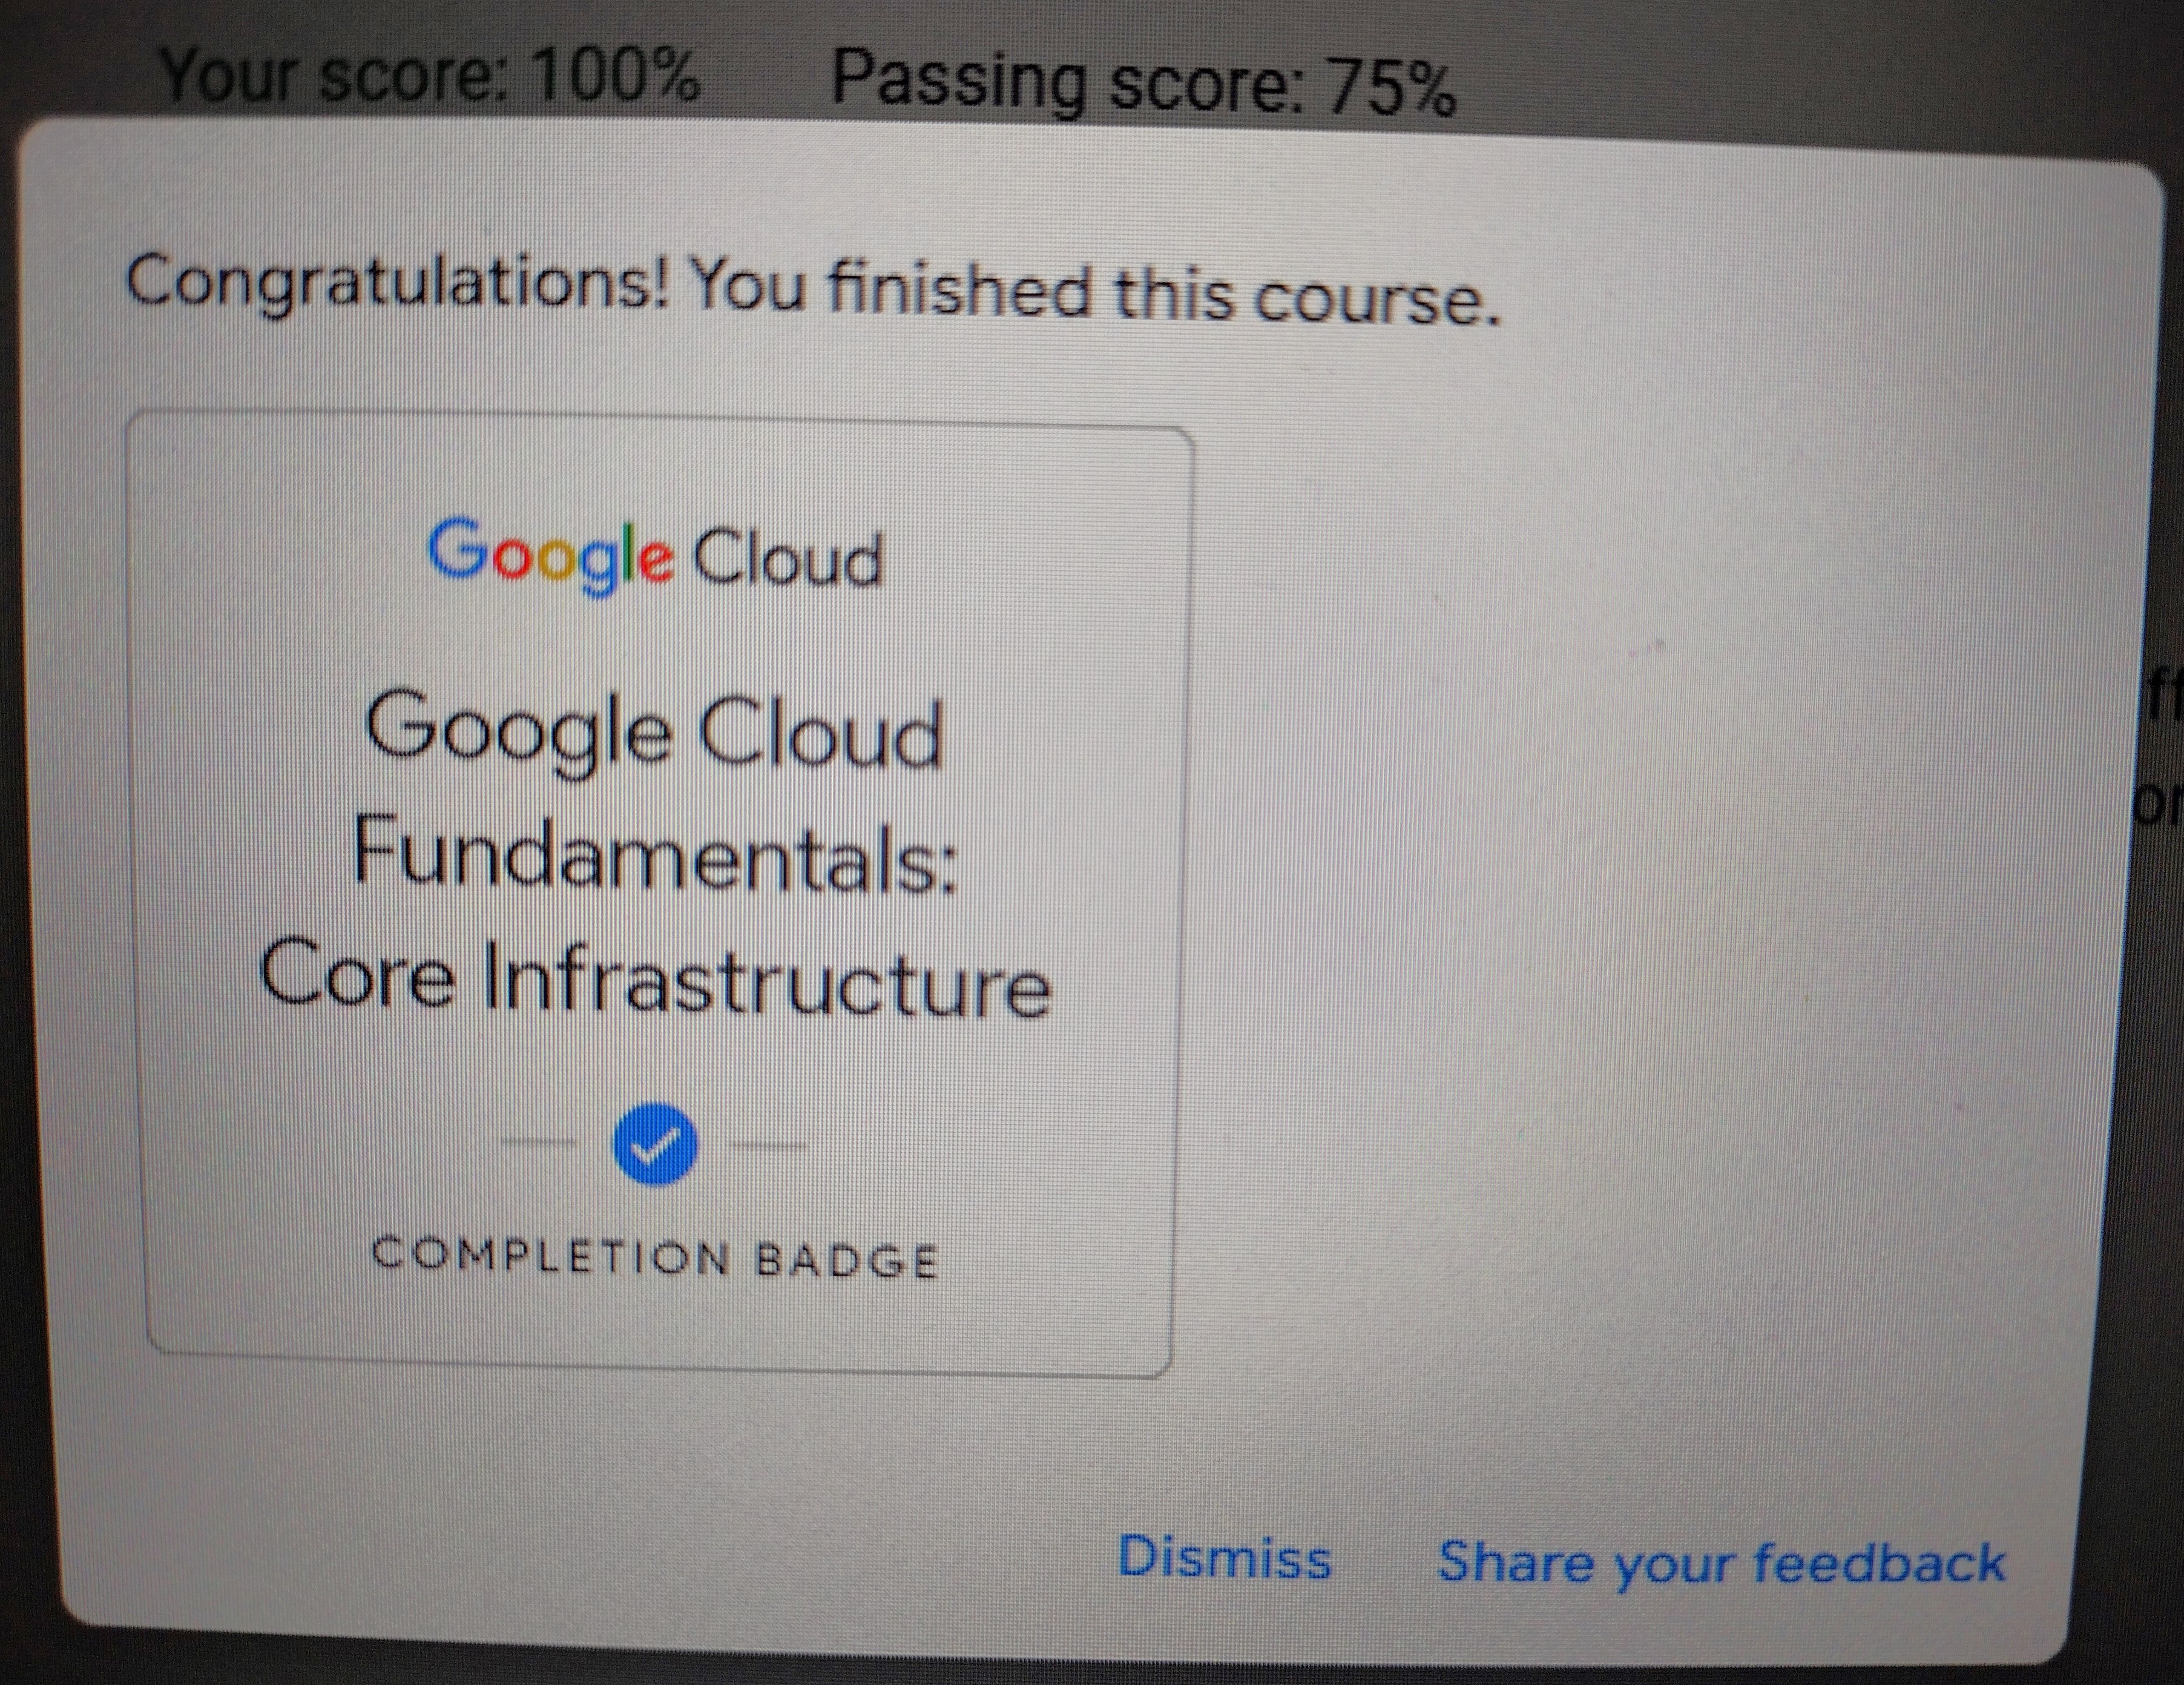 Your score: 100% Passing score: 75%
Congratulations! You finished this course.
Google Cloud
Google Cloud
Fundamentals:
Core Infrastructure
COMPLETION BADGE
Dismiss Share your feedback